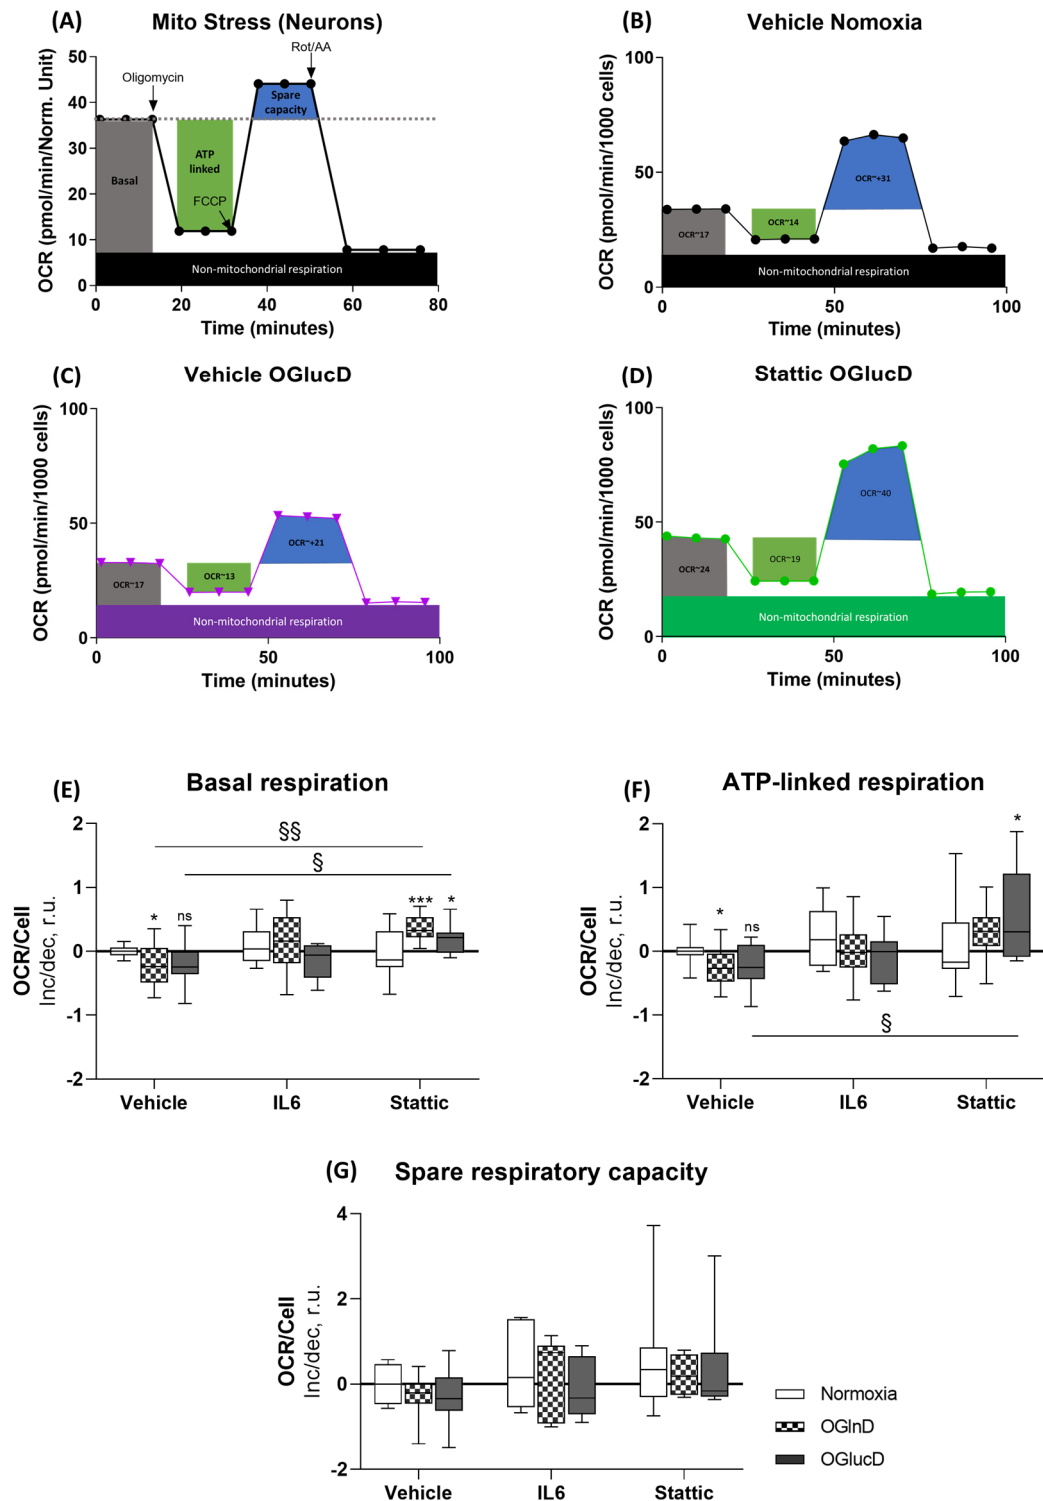 (A)
Mito Stress (Neurons)
OCR (pmol/min/Norm. Unit)
50
40
30
20
10
0
0
20
40
60
80
Time (minutes)
Oligomycin
Rot/AA
Spare
capacity
ATP
linked
Basal
FCCP
Non-mitochondrial respiration
(B)
Vehicle Nomoxia
OCR (pmol/min/1000 cells)
100
50
0
0
50
100
Time (minutes)
OCR~+31
OCR~14
OCR~17
Non-mitochondrial respiration
(C)
Vehicle OGlucD
OCR (pmol/min/1000 cells)
100
50
0
0
50
100
Time (minutes)
OCR~+21
OCR~13
OCR~17
Non-mitochondrial respiration
(D)
Stattic OGlucD
OCR (pmol/min/1000 cells)
100
50
0
0
50
100
Time (minutes)
OCR~40
OCR~19
OCR~24
Non-mitochondrial respiration
(E)
Basal respiration
OCR/Cell
Inc/dec, r.u.
2
1
0
-1
-2
§§
§
*
ns
***
*
Vehicle
IL6
Stattic
(F)
ATP-linked respiration
OCR/Cell
Inc/dec, r.u.
2
1
0
-1
-2
*
*
ns
§
Vehicle
IL6
Stattic
(G)
Spare respiratory capacity
OCR/Cell
Inc/dec, r.u.
4
2
0
-2
Vehicle
IL6
Stattic
Normoxia
OGlnD
OGlucD